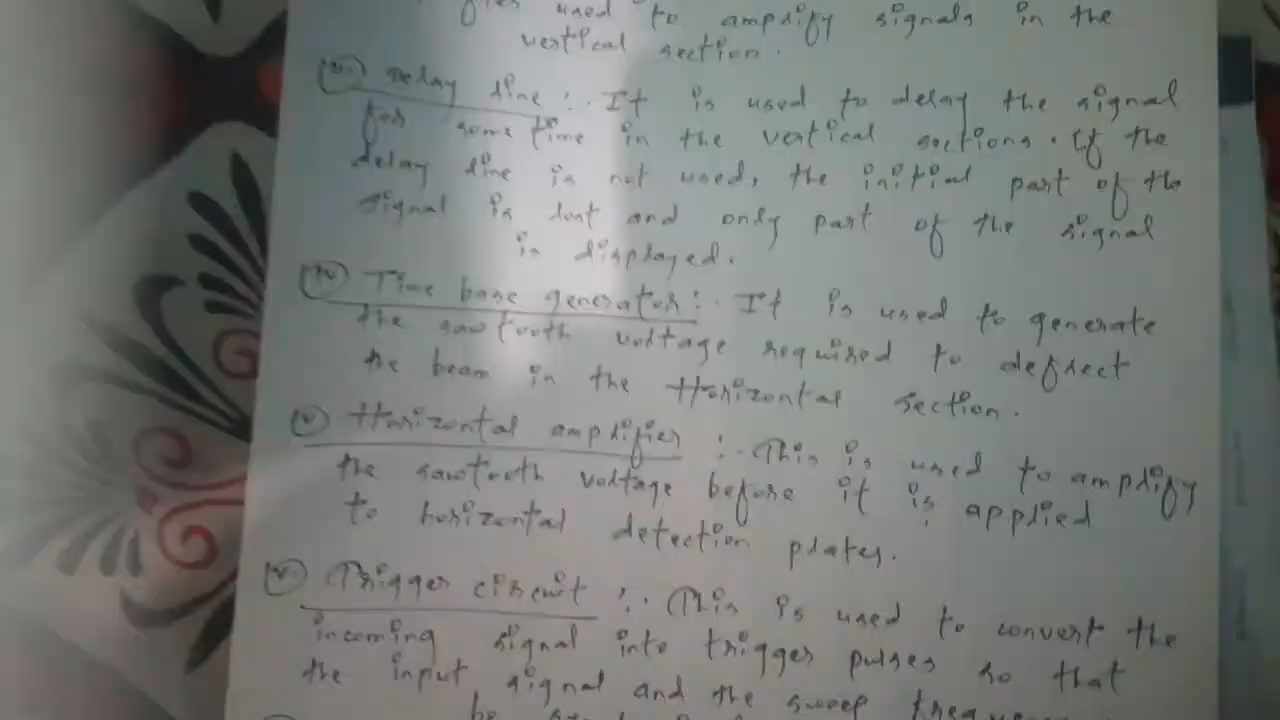 used to amplify signals in the
vertical section.
(iii) Delay line :- It is used to delay the signal
for some time in the vertical sections. If the
delay line is not used, the initial part of the
signal is lost and only part of the signal
is displayed.
(iv) Time base generator :- It is used to generate
the sawtooth voltage required to deflect
the beam in the Horizontal section.
(v) Horizontal amplifier :- This is used to amplify
the sawtooth voltage before it is applied
to horizontal detection plates.
(vi) Trigger circuit :- This is used to convert the
incoming signal into trigger pulses so that
the input signal and the sweep
be